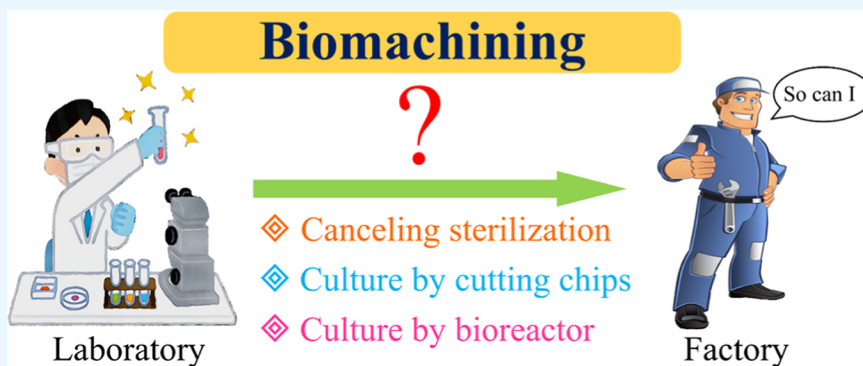 Biomachining
?
So can I
Canceling sterilization
Culture by cutting chips
Culture by bioreactor
Laboratory
Factory